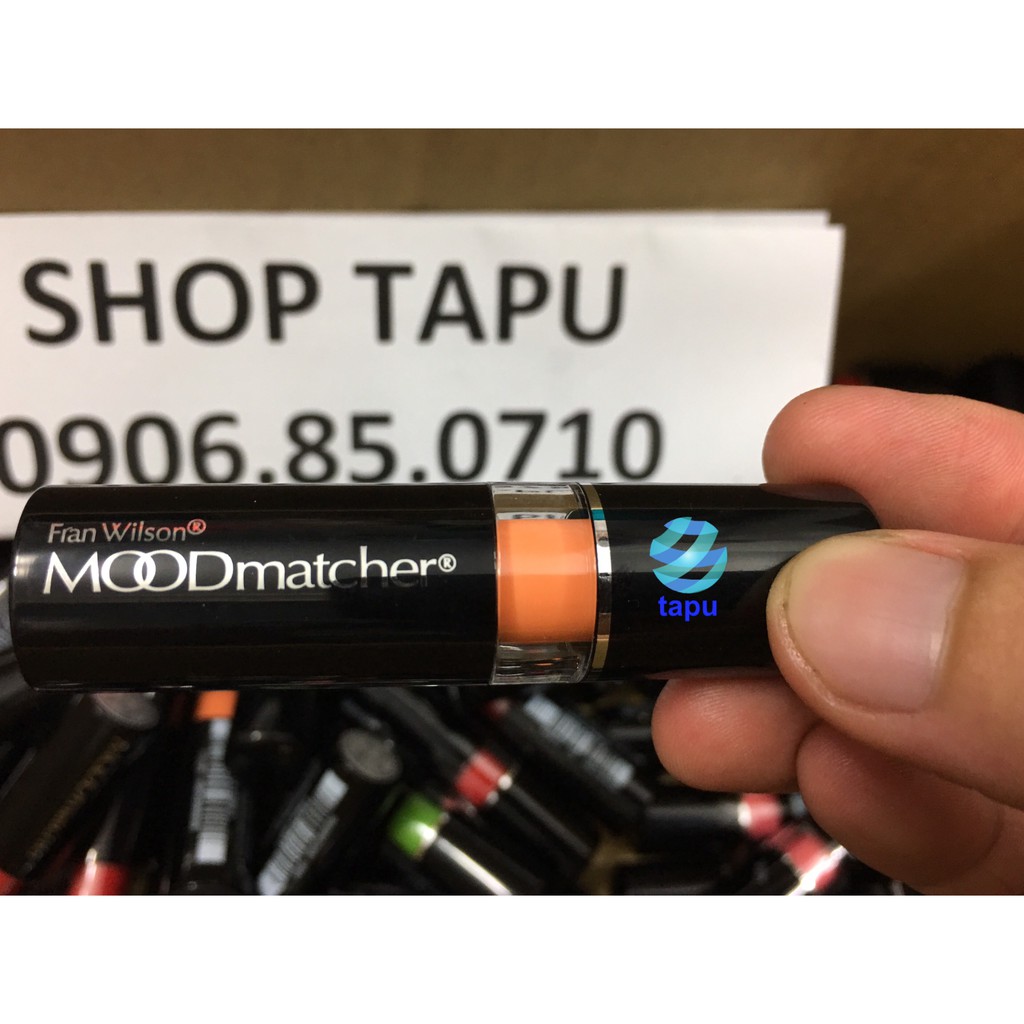 SHOP TAPU
0906.85.0710
Fran Wilson®
MOODmatcher®
tapu